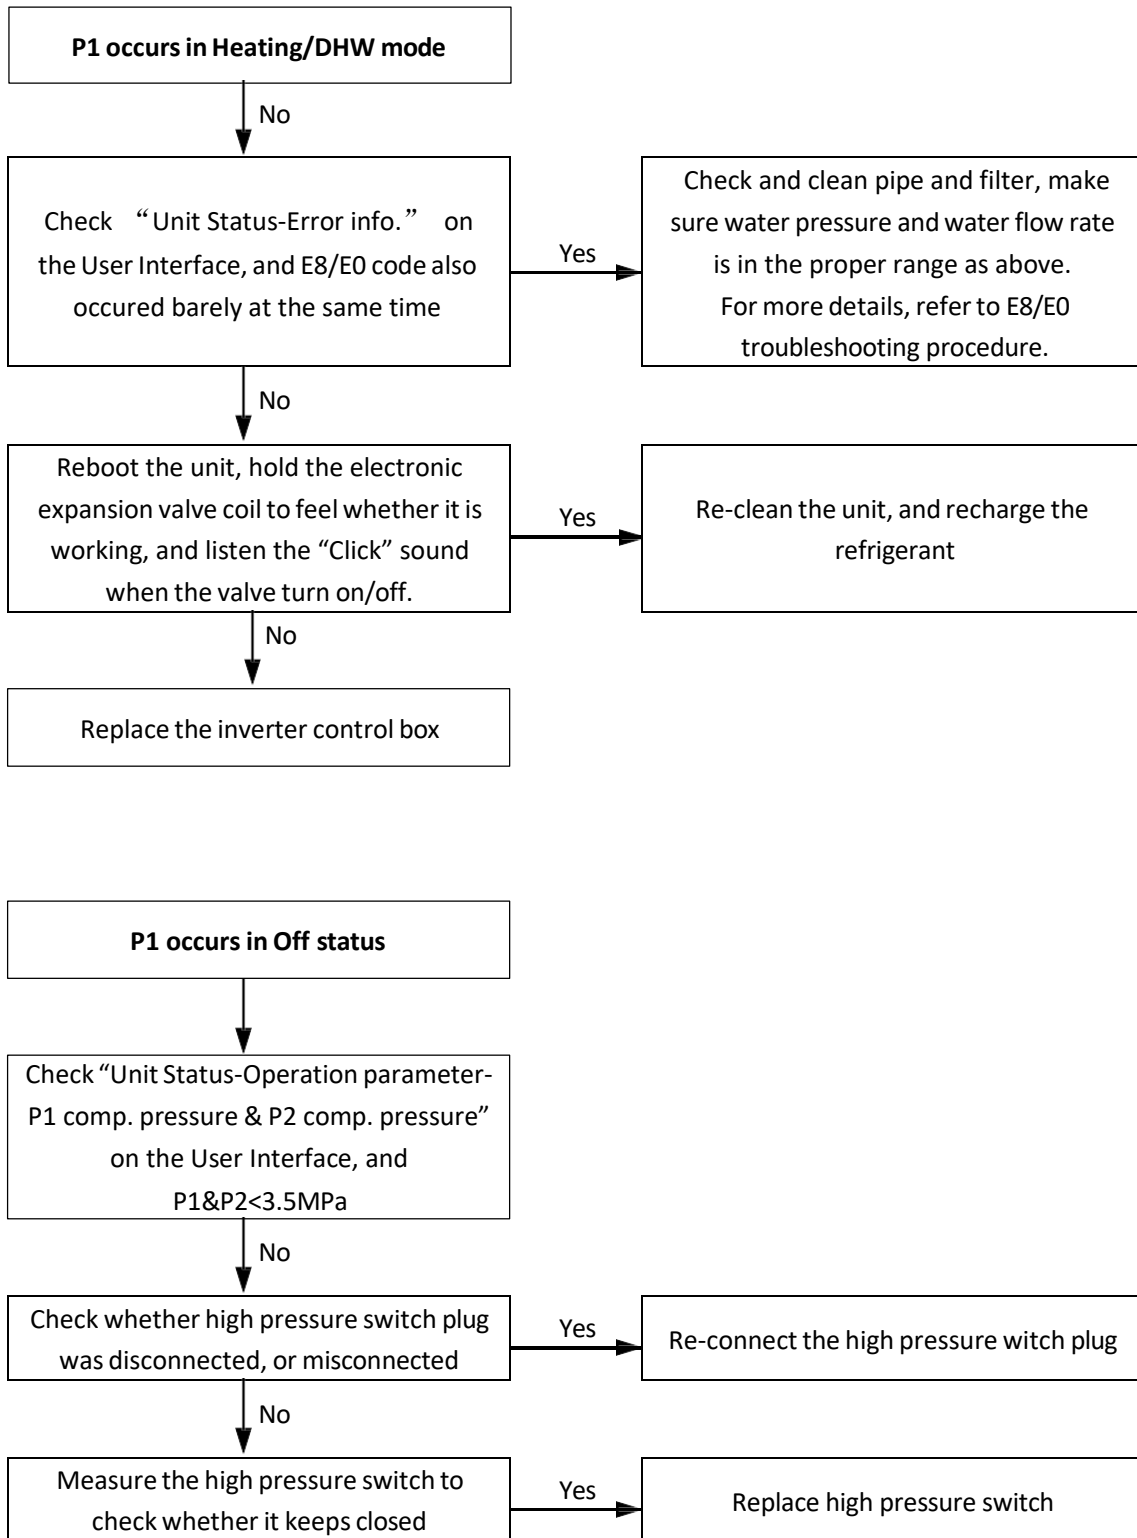 P1 occurs in Heating/DHW mode
No
Check “Unit Status-Error info.” on
the User Interface, and E8/E0 code also
occured barely at the same time
Yes
Check and clean pipe and filter, make
sure water pressure and water flow rate
is in the proper range as above.
For more details, refer to E8/E0
troubleshooting procedure.
No
Reboot the unit, hold the electronic
expansion valve coil to feel whether it is
working, and listen the “Click” sound
when the valve turn on/off.
Yes
Re-clean the unit, and recharge the
refrigerant
No
Replace the inverter control box
P1 occurs in Off status
Check “Unit Status-Operation parameter-
P1 comp. pressure & P2 comp. pressure”
on the User Interface, and
P1&P2<3.5MPa
No
Check whether high pressure switch plug
was disconnected, or misconnected
Yes
Re-connect the high pressure witch plug
No
Measure the high pressure switch to
check whether it keeps closed
Yes
Replace high pressure switch